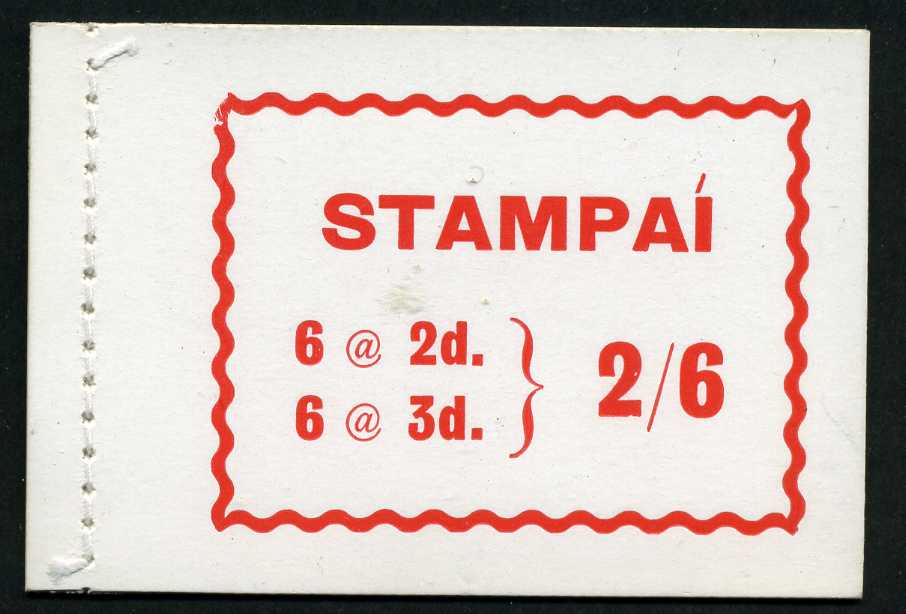 STAMPAÍ
6 @ 2d.
6 @ 3d.
} 2/6